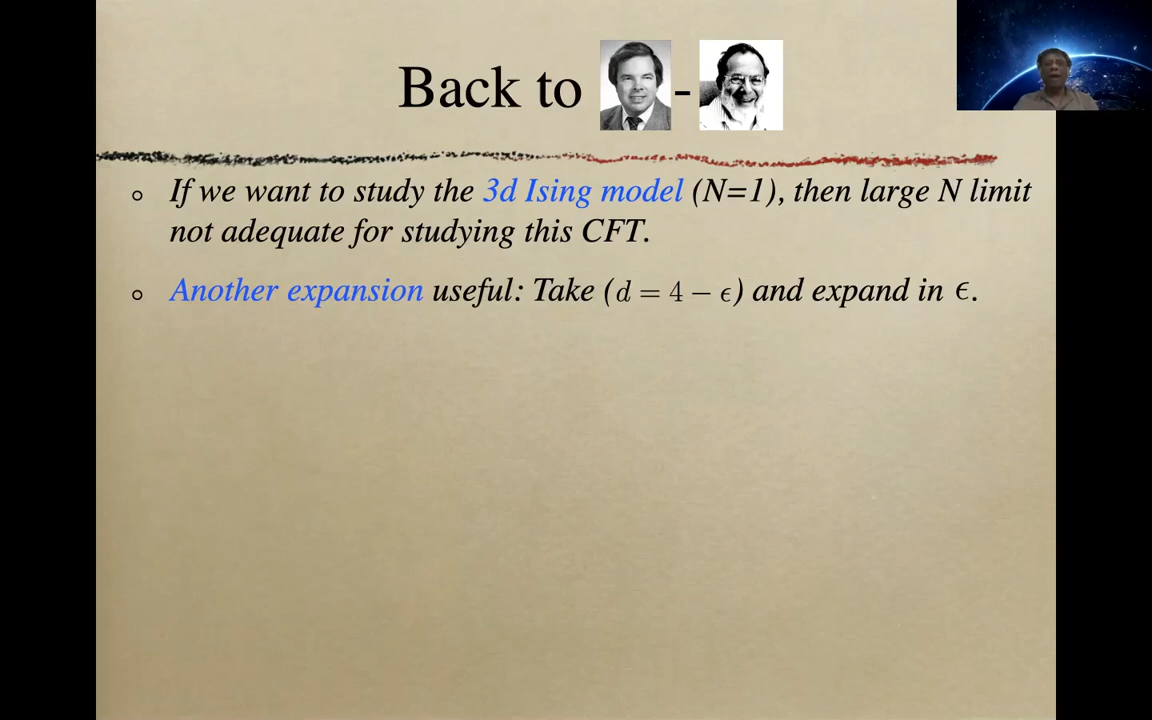 Back to -
If we want to study the 3d Ising model (N=1), then large N limit
not adequate for studying this CFT.
Another expansion useful: Take (d = 4 − ϵ) and expand in ϵ.